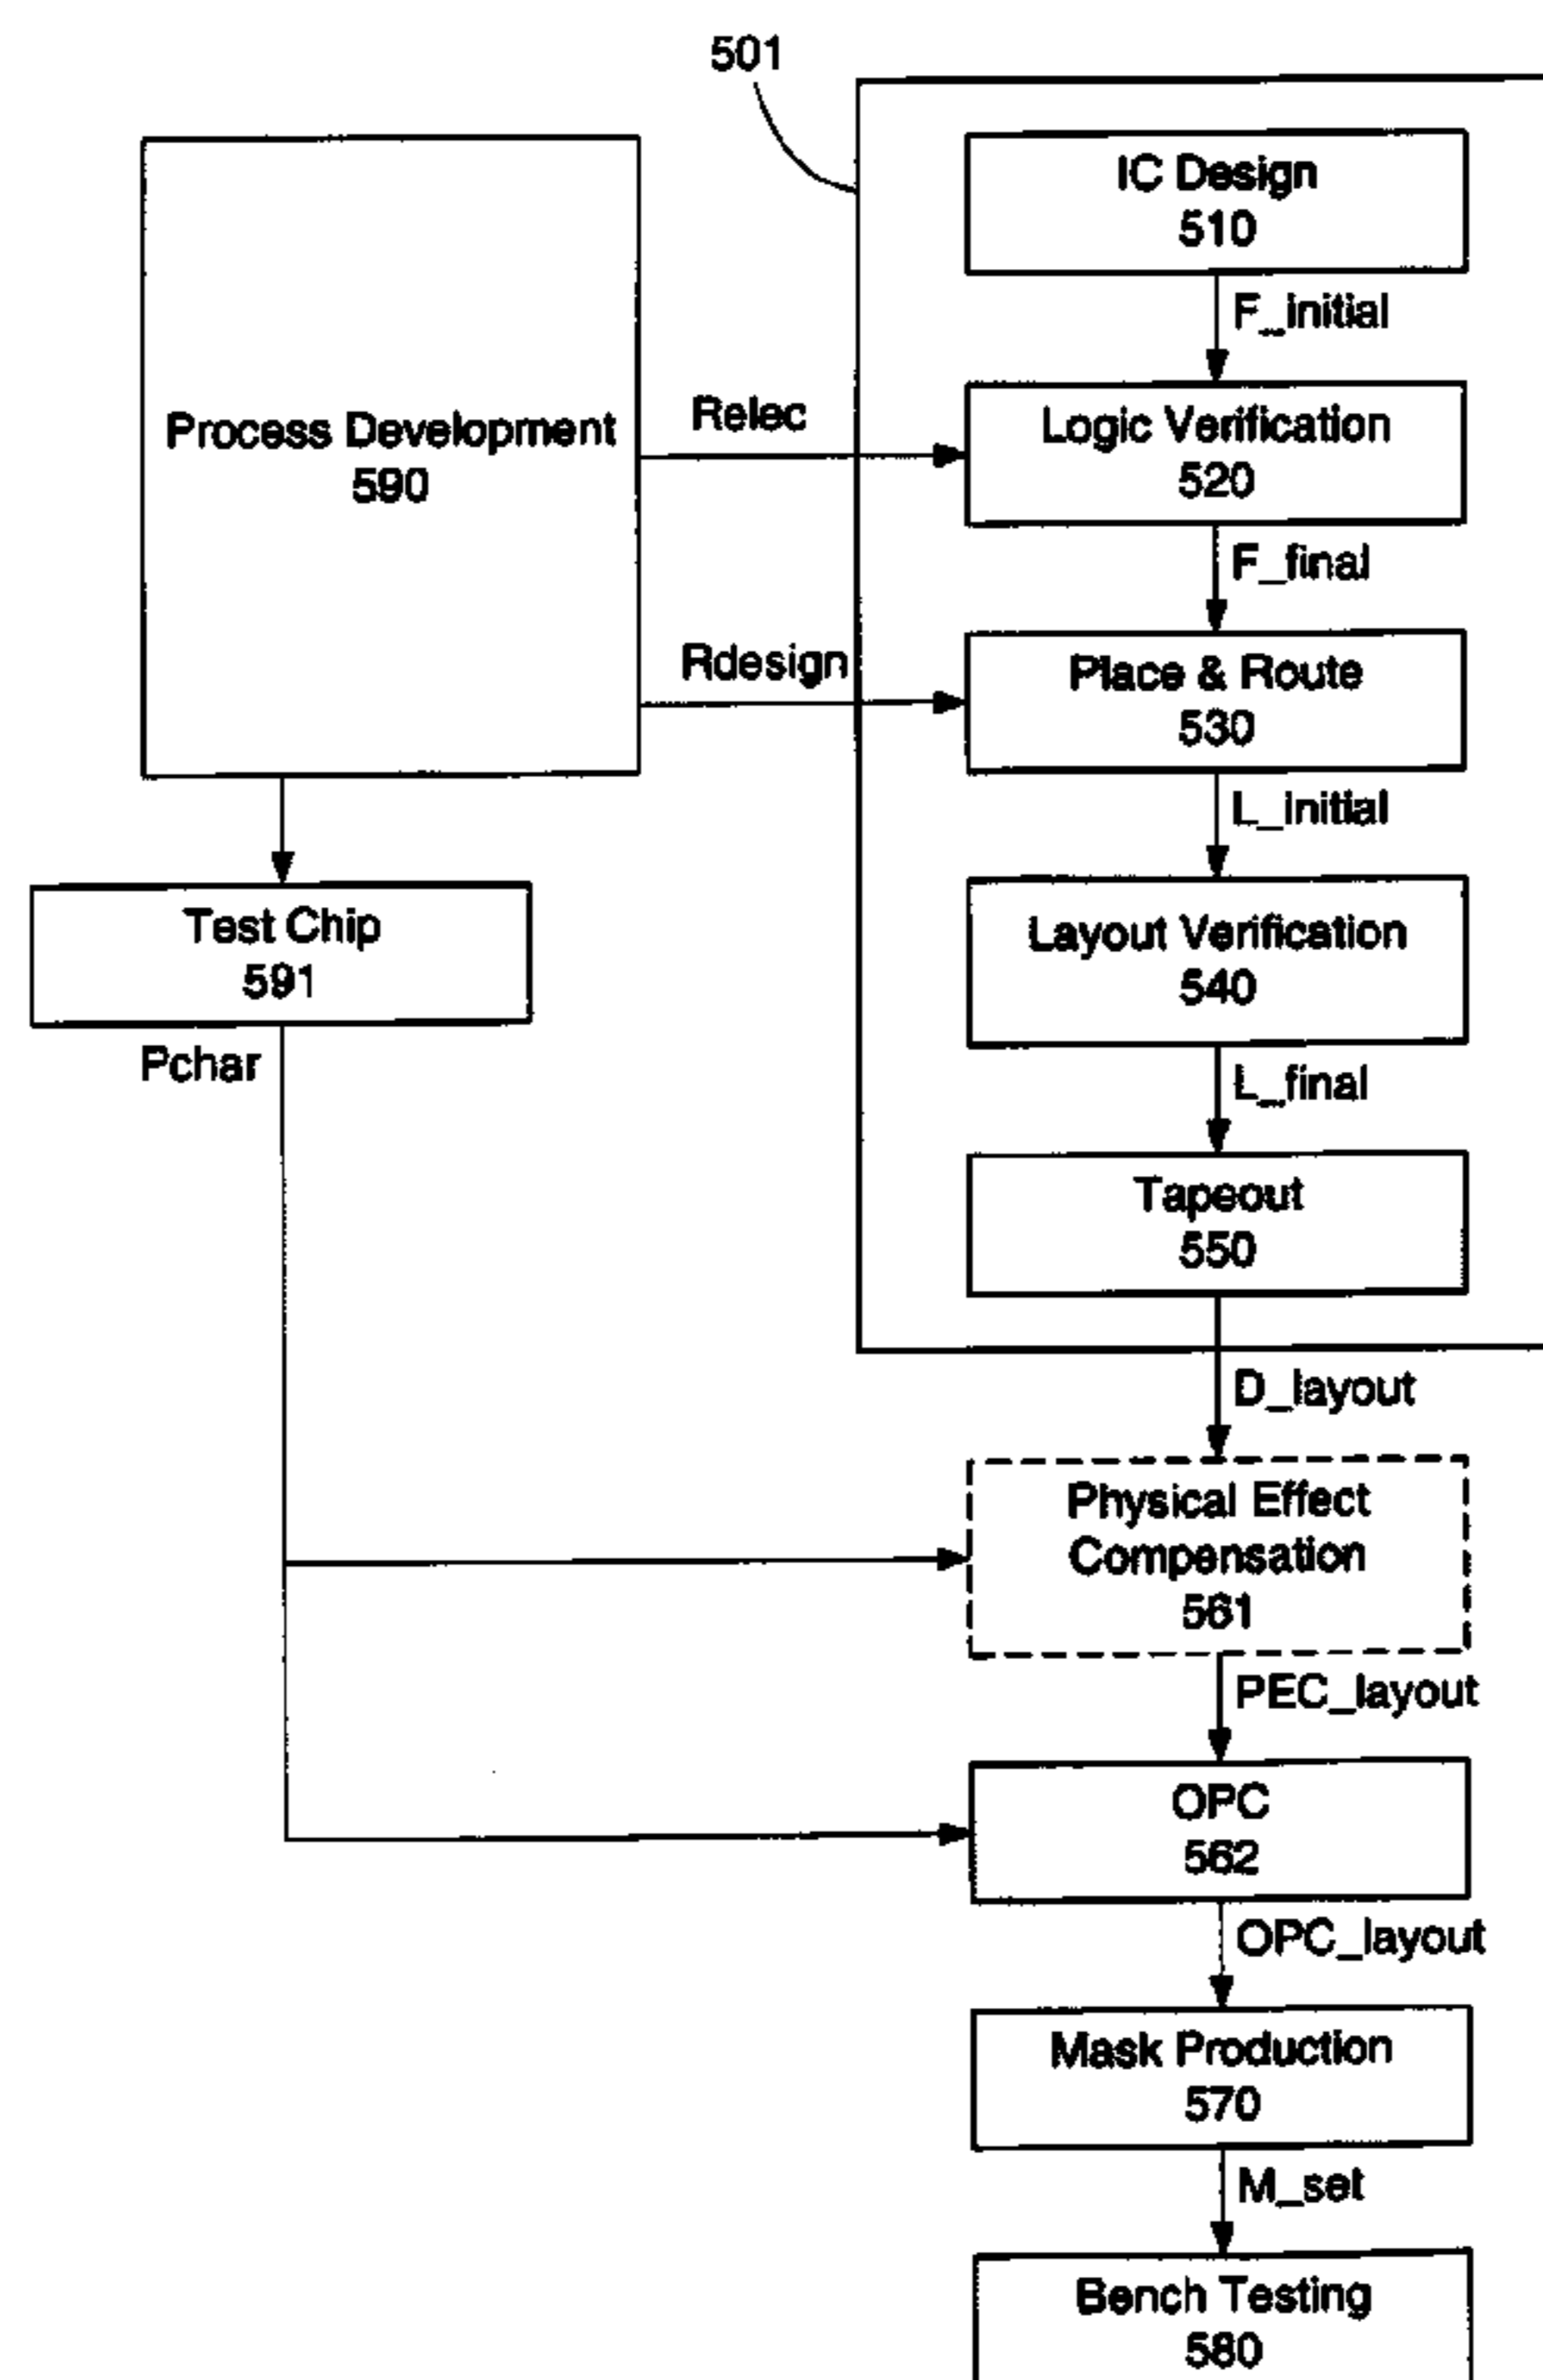 501
IC Design
510
F_initial
Process Development
590
Relec
Logic Verification
520
F_final
Rdesign
Place & Route
530
L_initial
Test Chip
591
Pchar
Layout Verification
540
L_final
Tapeout
550
D_layout
Physical Effect
Compensation
561
PEC_layout
OPC
562
OPC_layout
Mask Production
570
M_set
Bench Testing
580